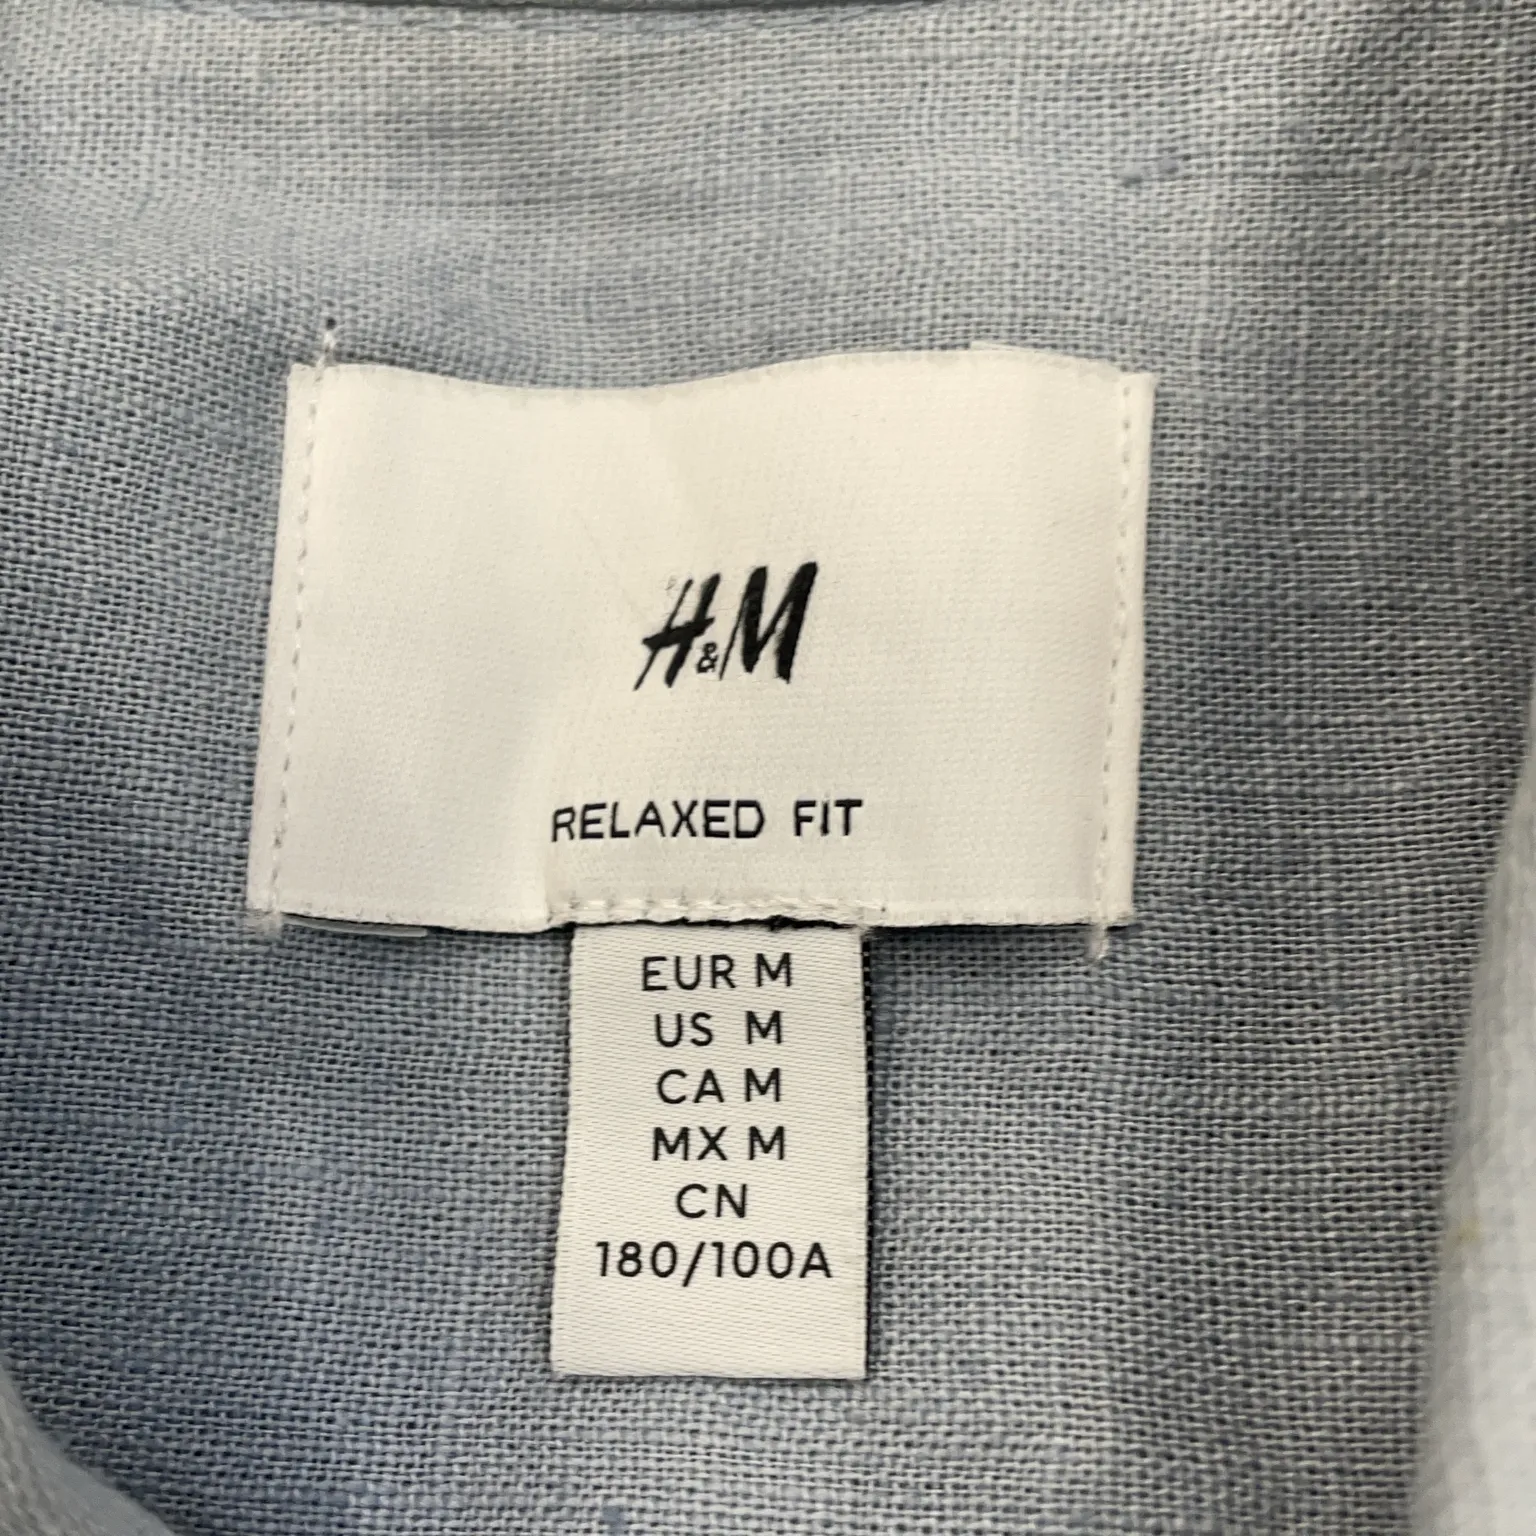 H&M
RELAXED FIT
EUR M
US M
CA M
MX M
CN
180/100A